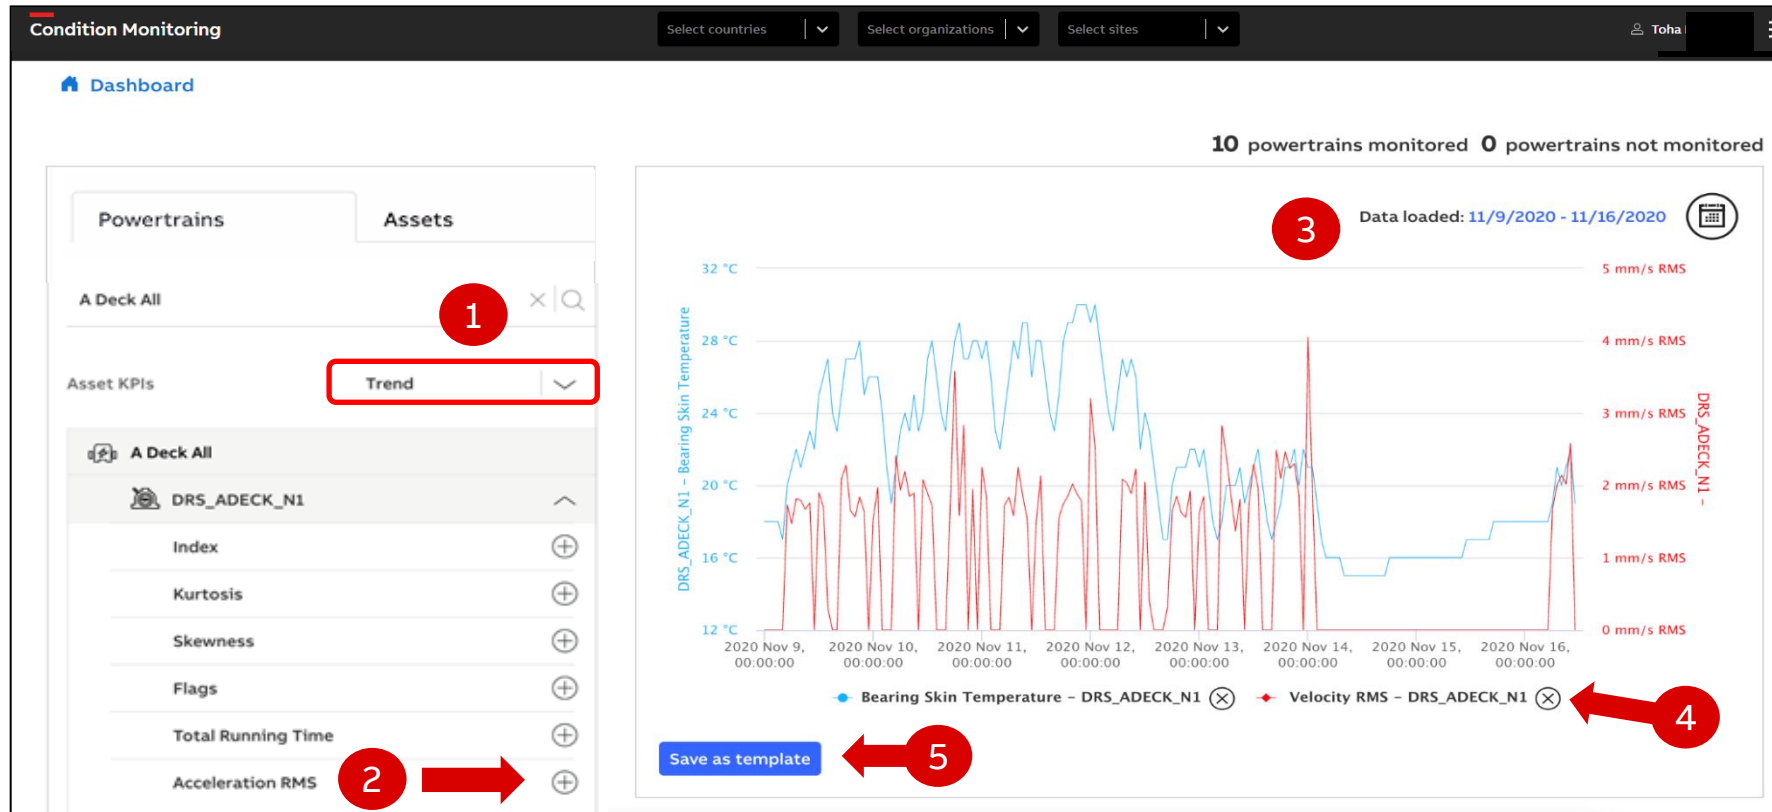 Condition Monitoring
Select countries
Select organizations
Select sites
Toha
Dashboard
10 powertrains monitored 0 powertrains not monitored
Powertrains
Assets
A Deck All
1
Asset KPIs
Trend
A Deck All
DRS_ADECK_N1
Index
Kurtosis
Skewness
Flags
Total Running Time
Acceleration RMS
2
3
Data loaded: 11/9/2020 - 11/16/2020
32 °C
28 °C
24 °C
20 °C
16 °C
12 °C
DRS_ADECK_N1 - Bearing Skin Temperature
5 mm/s RMS
4 mm/s RMS
3 mm/s RMS
2 mm/s RMS
1 mm/s RMS
0 mm/s RMS
DRS_ADECK_N1 -
2020 Nov 9,
00:00:00
2020 Nov 10,
00:00:00
2020 Nov 11,
00:00:00
2020 Nov 12,
00:00:00
2020 Nov 13,
00:00:00
2020 Nov 14,
00:00:00
2020 Nov 15,
00:00:00
2020 Nov 16,
00:00:00
Bearing Skin Temperature - DRS_ADECK_N1
Velocity RMS - DRS_ADECK_N1
4
Save as template
5